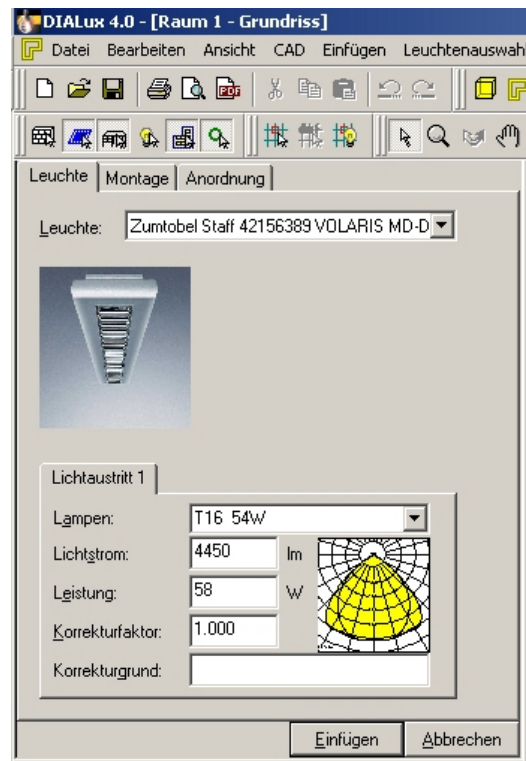 DIALux 4.0 - [Raum 1 - Grundriss]
Datei Bearbeiten Ansicht CAD Einfügen Leuchtenauswah
PDF
Leuchte Montage Anordnung
Leuchte: Zumtobel Staff 42156389 VOLARIS MD-D
Lichtaustritt 1
Lampen: T16 54W
Lichtstrom: 4450 lm
Leistung: 58 W
Korrekturfaktor: 1.000
Korrekturgrund:
Einfügen Abbrechen